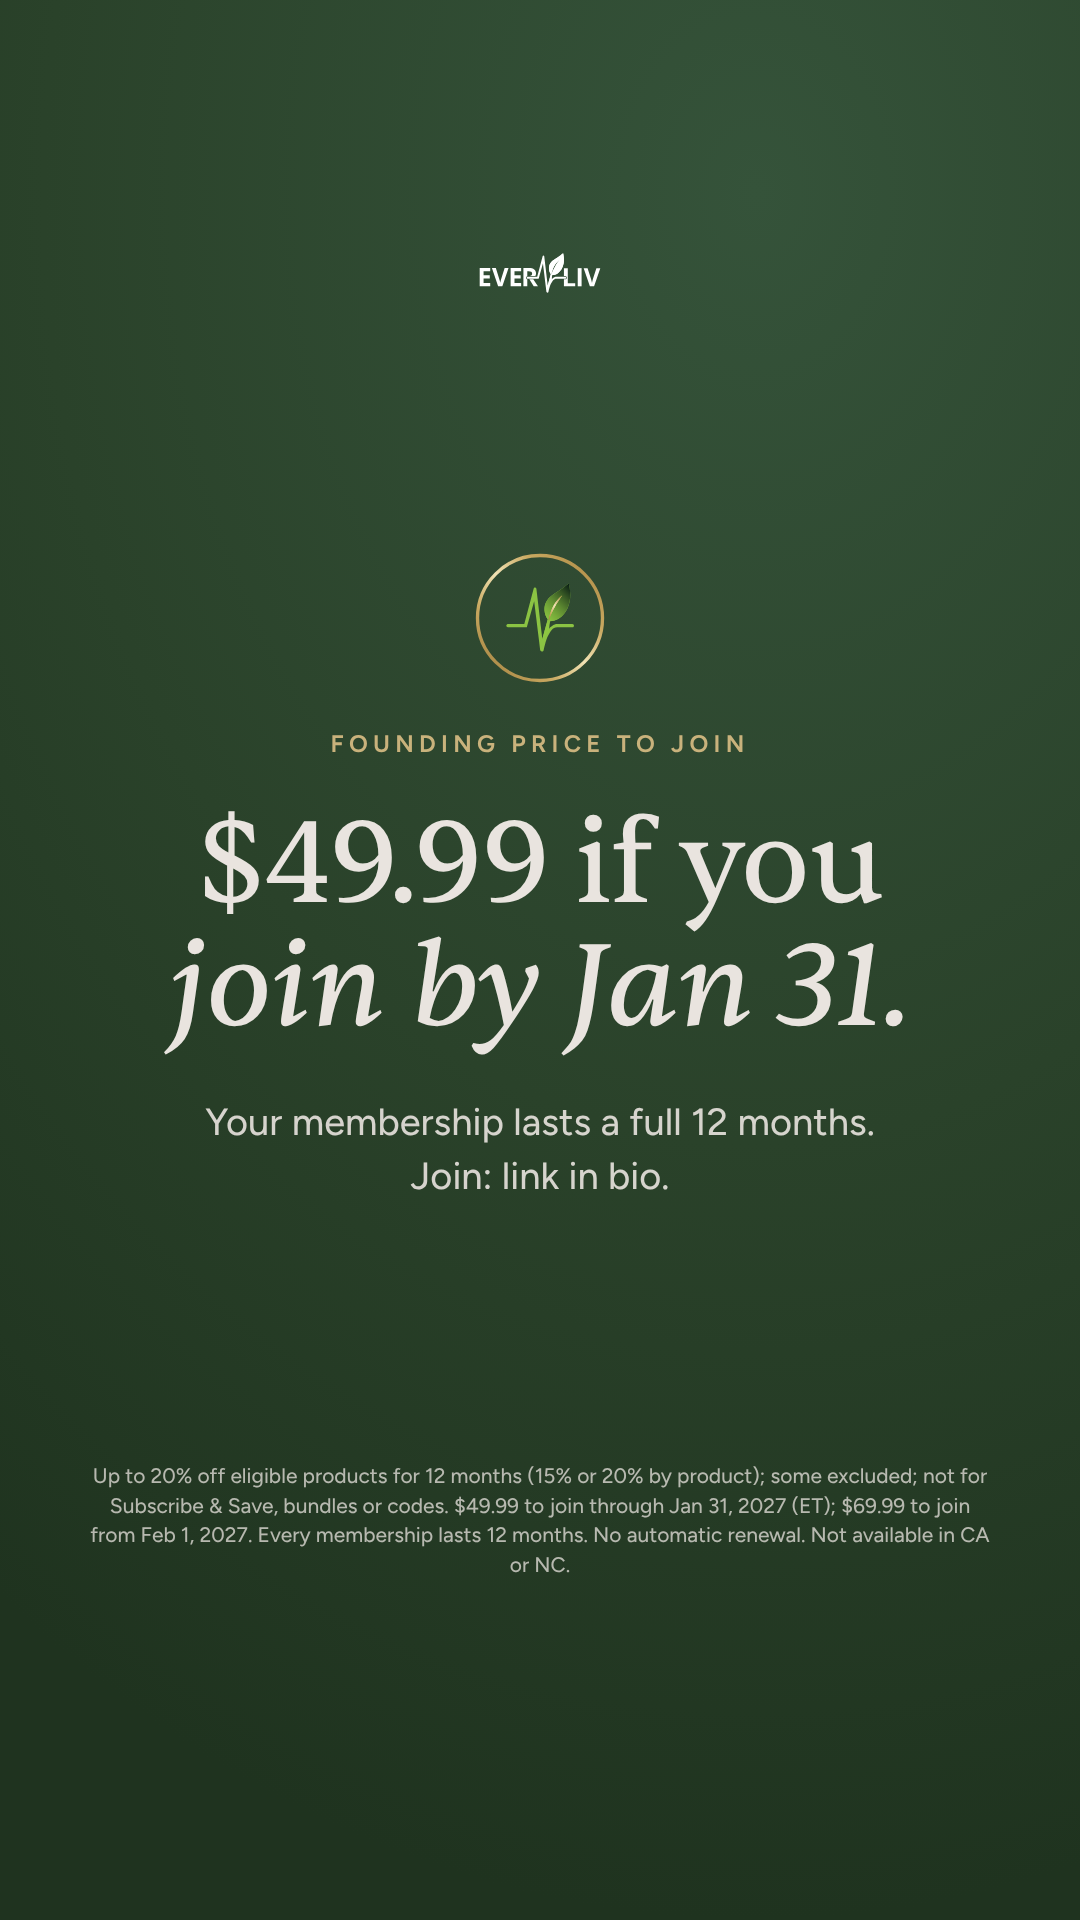 EVER LIV
FOUNDING PRICE TO JOIN
$49.99 if you
join by Jan 31.
Your membership lasts a full 12 months.
Join: link in bio.
Up to 20% off eligible products for 12 months (15% or 20% by product); some excluded; not for
Subscribe & Save, bundles or codes. $49.99 to join through Jan 31, 2027 (ET); $69.99 to join
from Feb 1, 2027. Every membership lasts 12 months. No automatic renewal. Not available in CA
or NC.